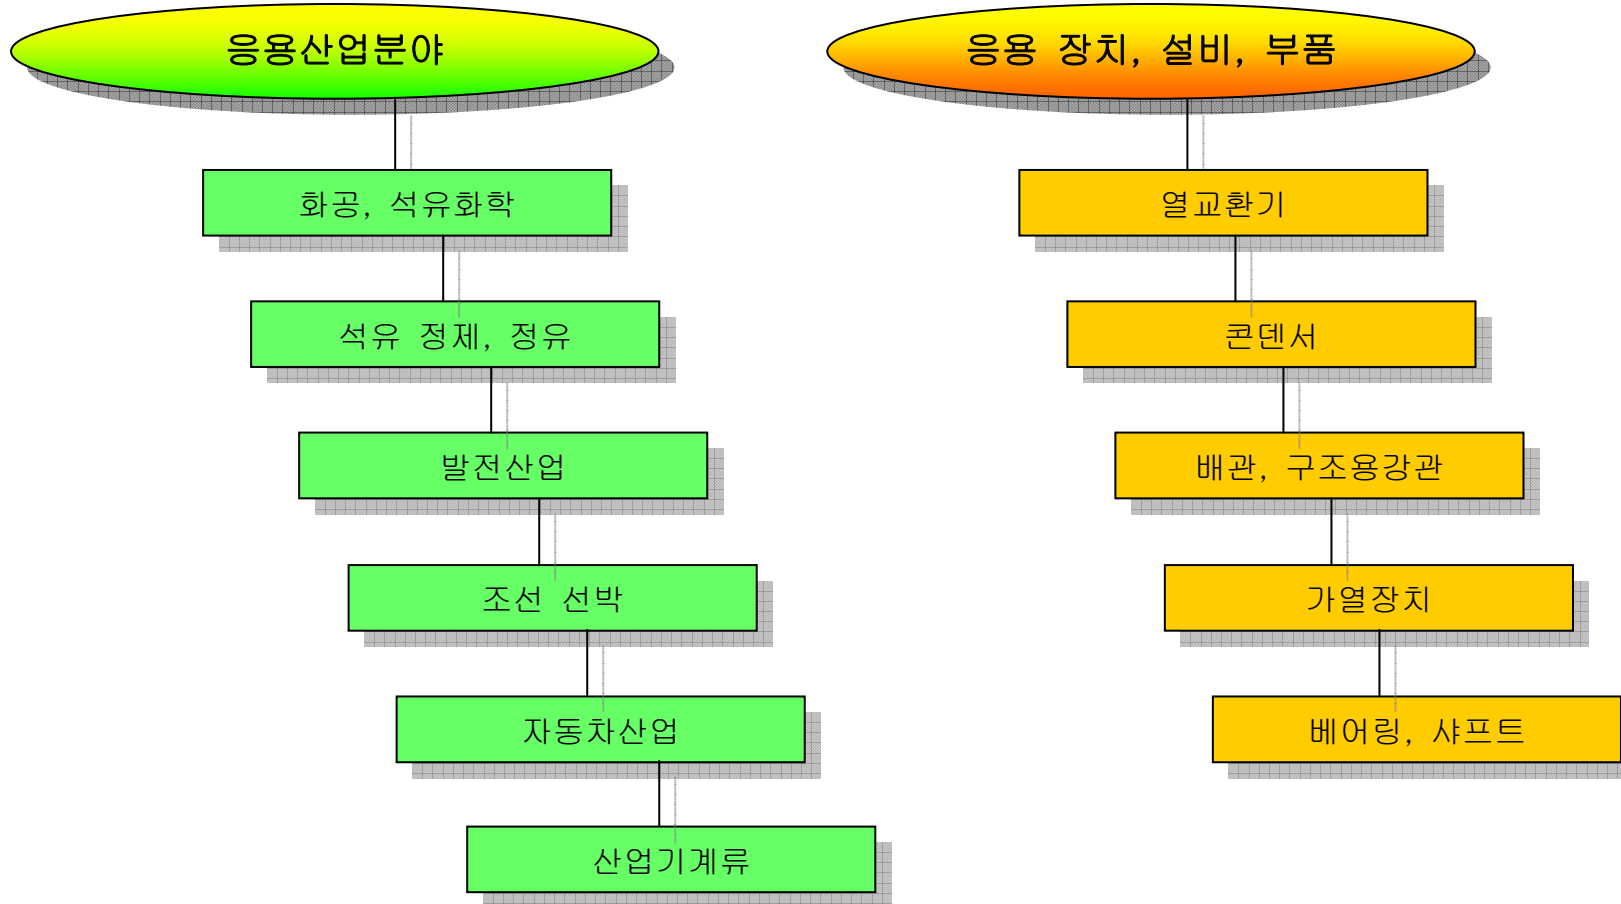 응용산업분야
화공, 석유화학
석유 정제, 정유
발전산업
조선 선박
자동차산업
산업기계류
응용 장치, 설비, 부품
열교환기
콘덴서
배관, 구조용강관
가열장치
베어링, 샤프트